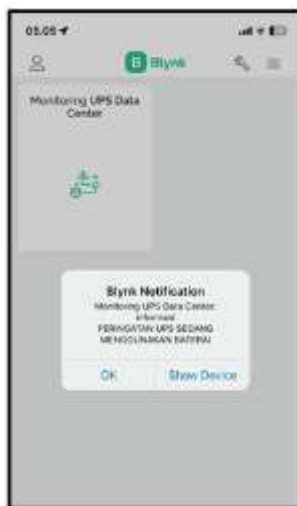 05.05
B Blynk
Monitoring UPS Data
Center
Blynk Notification
Monitoring UPS Data Center:
Informasi
PERINGATAN UPS SEDANG
MENGGUNAKAN BATERAI
OK Show Device